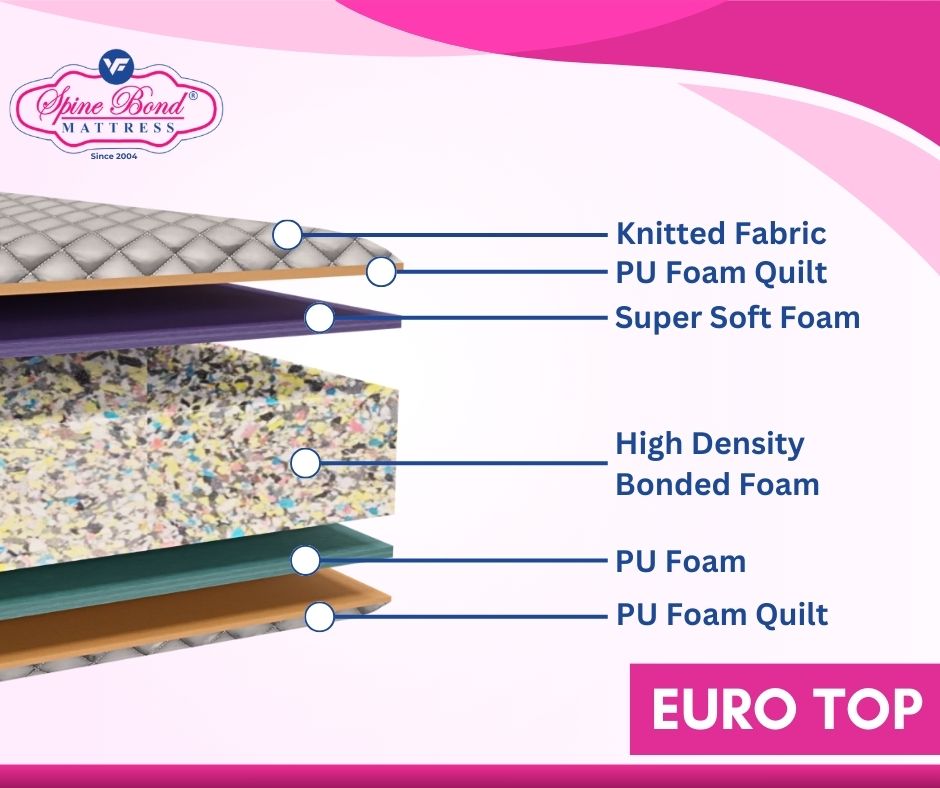 VF
Spine Bond®
MATTRESS
Since 2004
Knitted Fabric
PU Foam Quilt
Super Soft Foam
High Density
Bonded Foam
PU Foam
PU Foam Quilt
EURO TOP